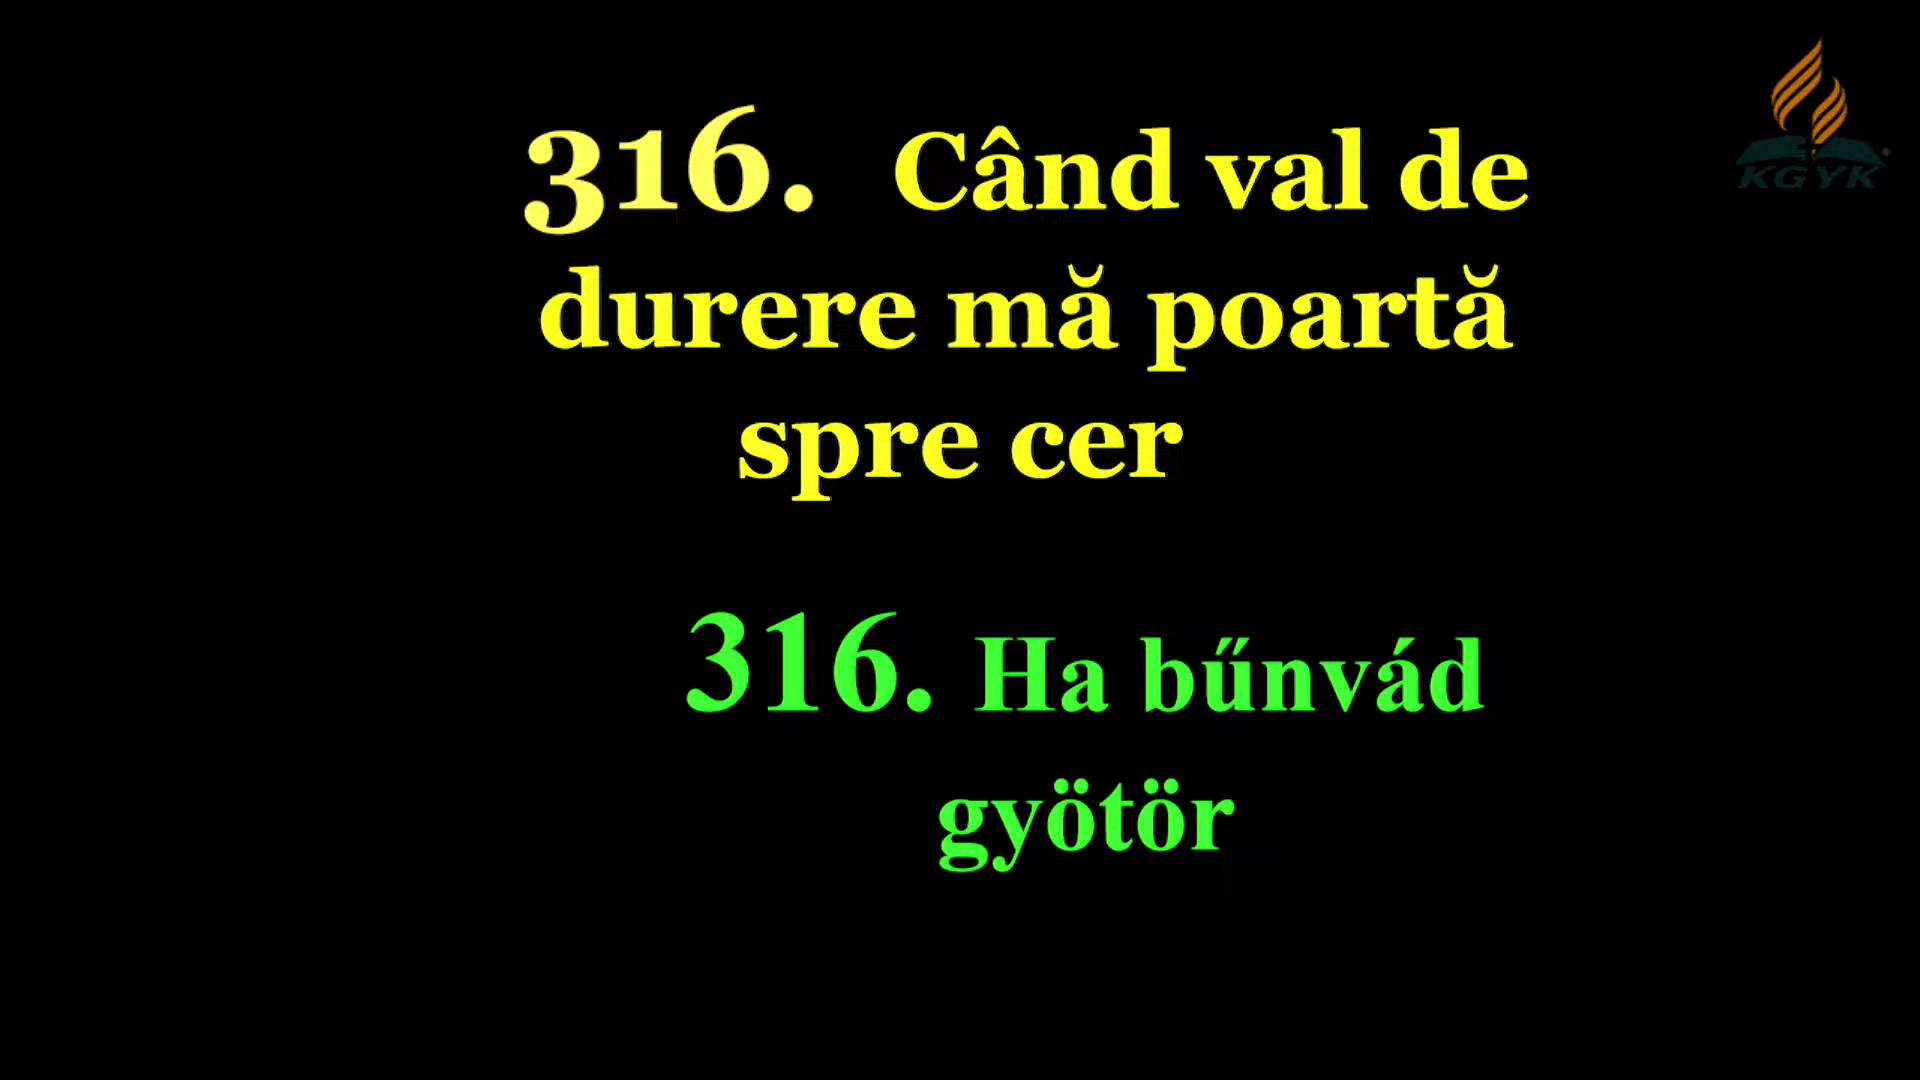 316. Când val de
durere mă poartă
spre cer
316. Ha bűnvád
gyötör
KGYK